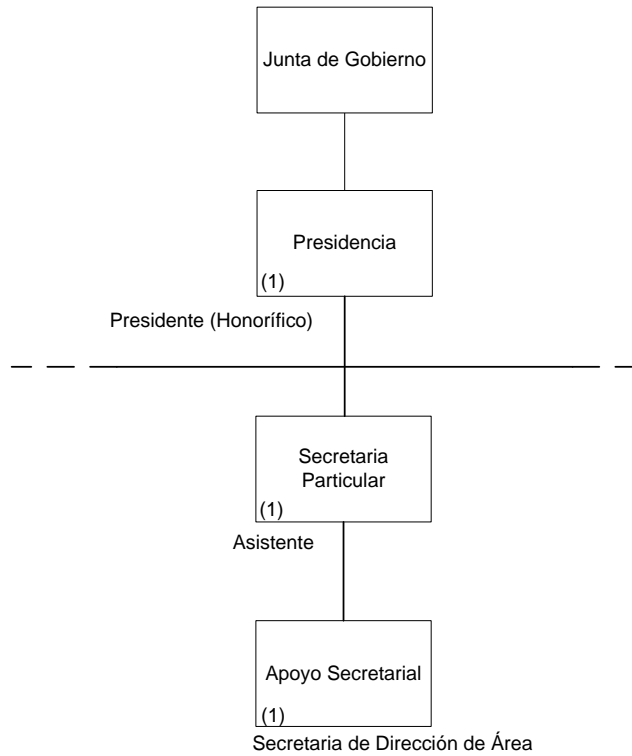 Junta de Gobierno
Presidencia
(1)
Presidente (Honorífico)
Secretaria
Particular
(1)
Asistente
Apoyo Secretarial
(1)
Secretaria de Dirección de Área